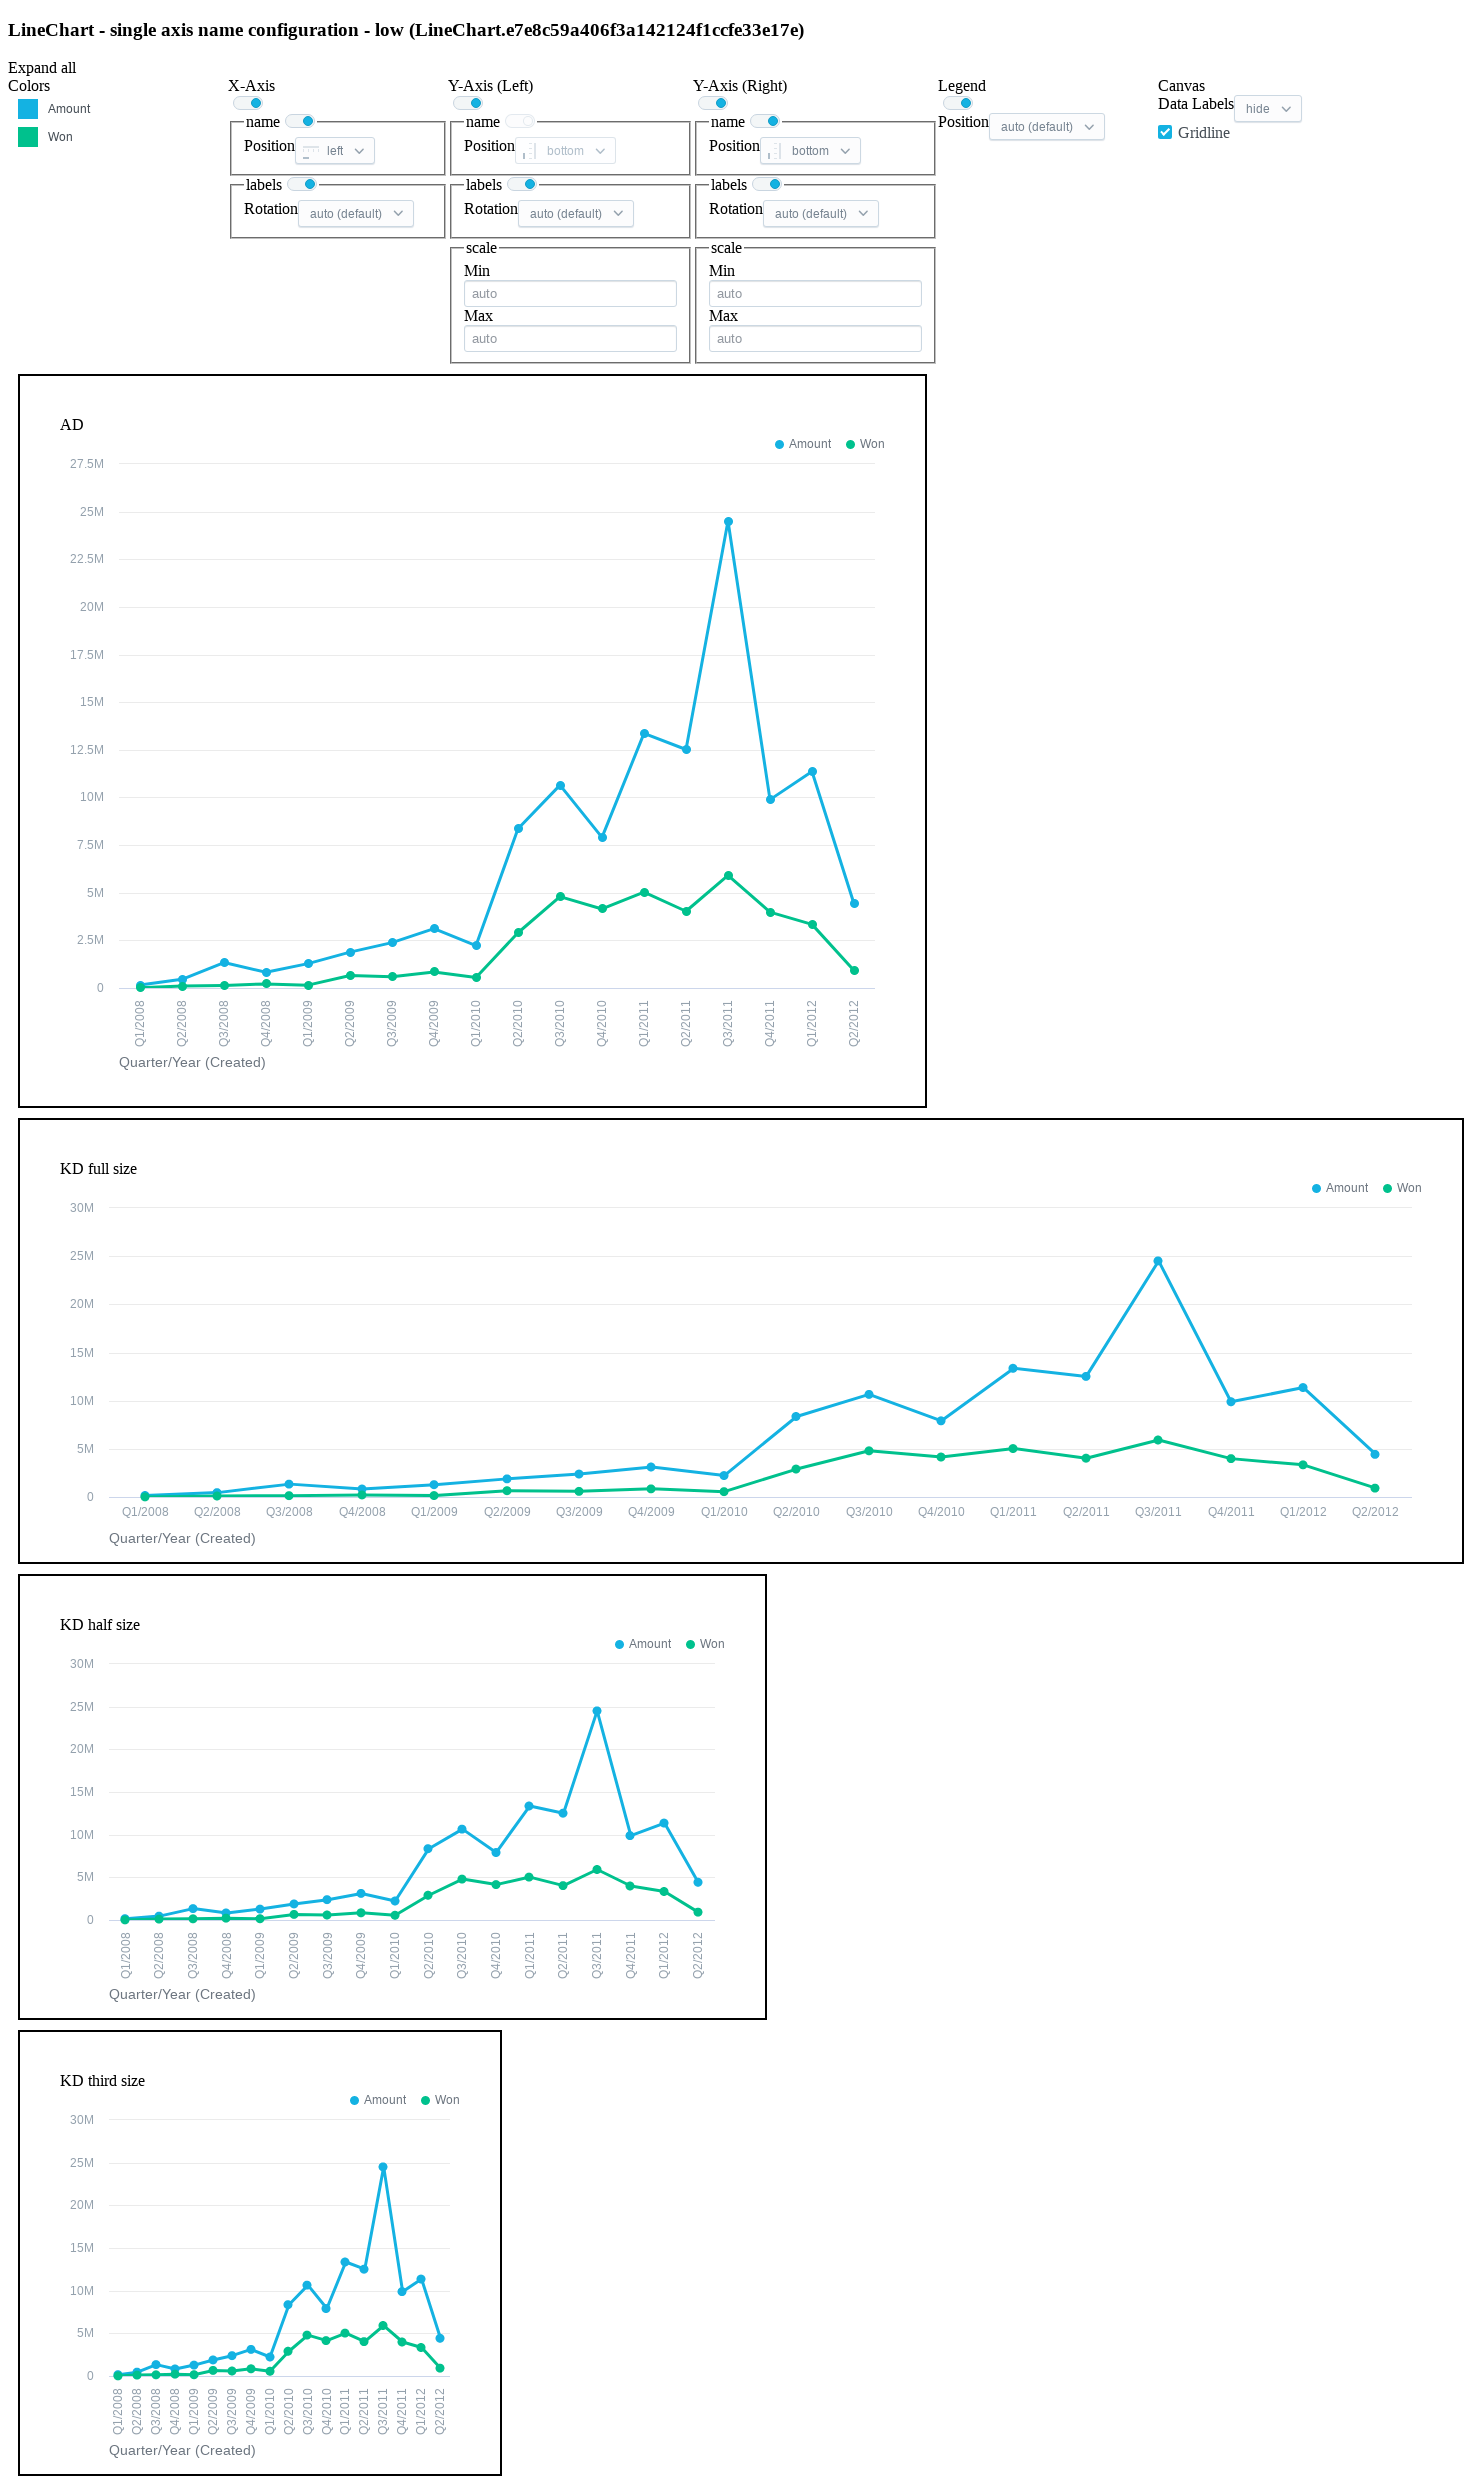 LineChart - single axis name configuration - low (LineChart.e7e8c59a406f3a142124f1ccfe33e17e)
Expand all
Colors
Amount
Won
X-Axis
name
Position left
labels
Rotation auto (default)
Y-Axis (Left)
name
Position bottom
labels
Rotation auto (default)
scale
Min
auto
Max
auto
Y-Axis (Right)
name
Position bottom
labels
Rotation auto (default)
scale
Min
auto
Max
auto
Legend
Position auto (default)
Canvas
Data Labels hide
Gridline
AD
Amount Won
27.5M
25M
22.5M
20M
17.5M
15M
12.5M
10M
7.5M
5M
2.5M
0
Q1/2008 Q2/2008 Q3/2008 Q4/2008 Q1/2009 Q2/2009 Q3/2009 Q4/2009 Q1/2010 Q2/2010 Q3/2010 Q4/2010 Q1/2011 Q2/2011 Q3/2011 Q4/2011 Q1/2012 Q2/2012
Quarter/Year (Created)
KD full size
Amount Won
30M
25M
20M
15M
10M
5M
0
Q1/2008 Q2/2008 Q3/2008 Q4/2008 Q1/2009 Q2/2009 Q3/2009 Q4/2009 Q1/2010 Q2/2010 Q3/2010 Q4/2010 Q1/2011 Q2/2011 Q3/2011 Q4/2011 Q1/2012 Q2/2012
Quarter/Year (Created)
KD half size
Amount Won
30M
25M
20M
15M
10M
5M
0
Q1/2008 Q2/2008 Q3/2008 Q4/2008 Q1/2009 Q2/2009 Q3/2009 Q4/2009 Q1/2010 Q2/2010 Q3/2010 Q4/2010 Q1/2011 Q2/2011 Q3/2011 Q4/2011 Q1/2012 Q2/2012
Quarter/Year (Created)
KD third size
Amount Won
30M
25M
20M
15M
10M
5M
0
Q1/2008 Q2/2008 Q3/2008 Q4/2008 Q1/2009 Q2/2009 Q3/2009 Q4/2009 Q1/2010 Q2/2010 Q3/2010 Q4/2010 Q1/2011 Q2/2011 Q3/2011 Q4/2011 Q1/2012 Q2/2012
Quarter/Year (Created)